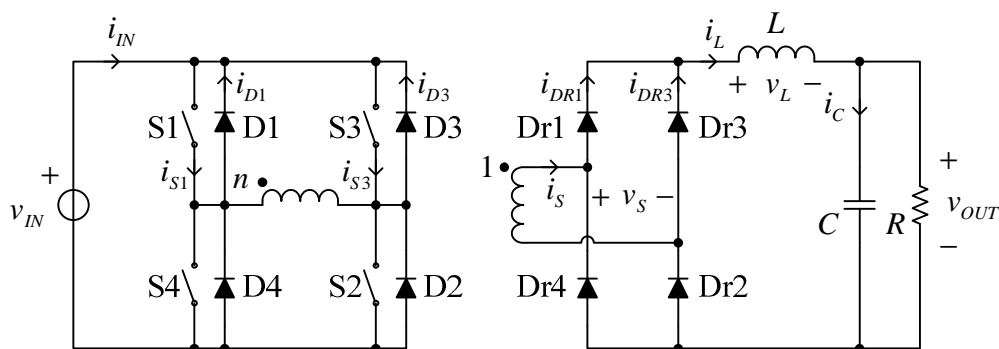 i_IN
i_L
L
i_D1
i_D3
i_DR1
i_DR3
+ v_L −
i_C
S1
D1
S3
D3
Dr1
Dr3
+
v_IN
i_S1
n
i_S3
1
i_S
+ v_S −
C
R
+
v_OUT
−
S4
D4
S2
D2
Dr4
Dr2